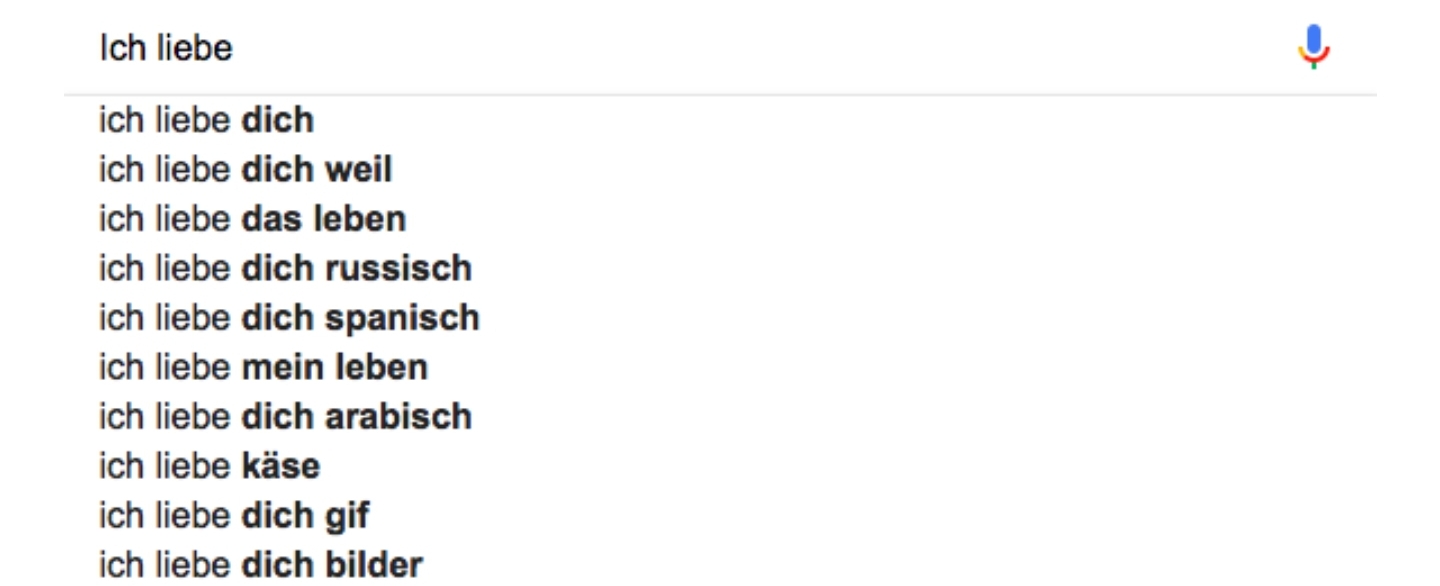 Ich liebe
ich liebe dich
ich liebe dich weil
ich liebe das leben
ich liebe dich russisch
ich liebe dich spanisch
ich liebe mein leben
ich liebe dich arabisch
ich liebe käse
ich liebe dich gif
ich liebe dich bilder